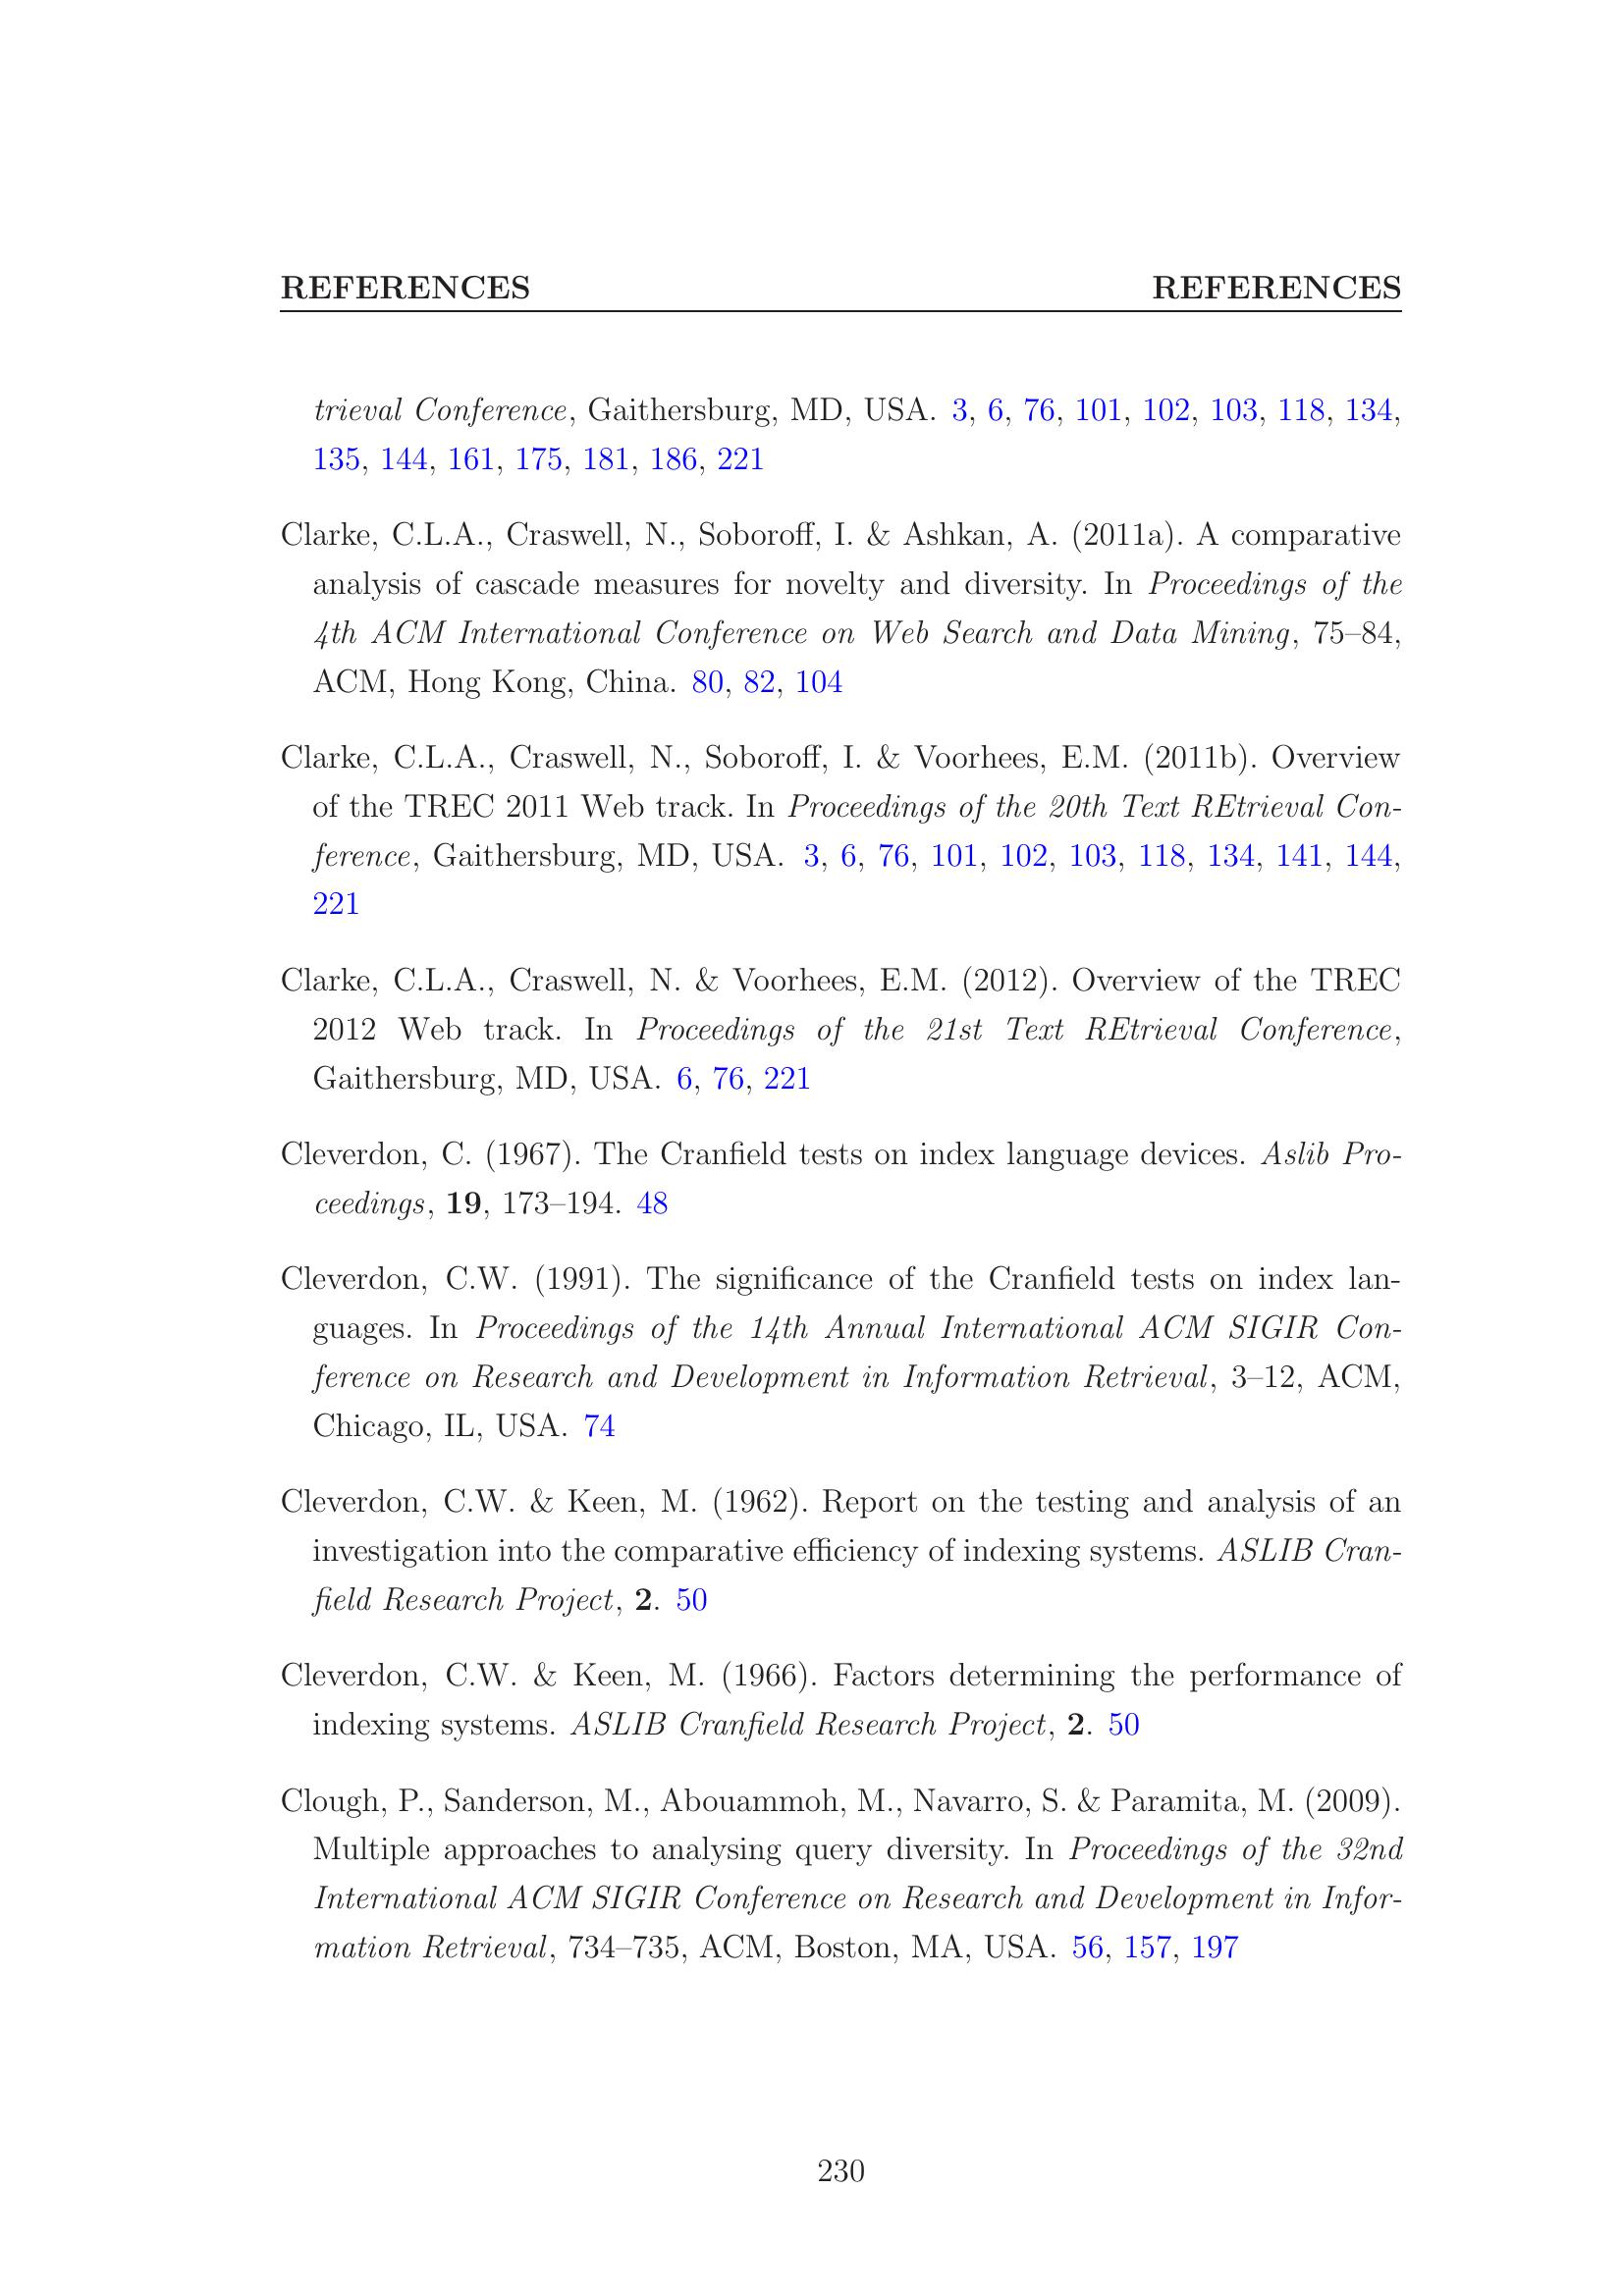 REFERENCES REFERENCES
trieval Conference, Gaithersburg, MD, USA. 3, 6, 76, 101, 102, 103, 118, 134,
135, 144, 161, 175, 181, 186, 221
Clarke, C.L.A., Craswell, N., Soboroff, I. & Ashkan, A. (2011a). A comparative
analysis of cascade measures for novelty and diversity. In Proceedings of the
4th ACM International Conference on Web Search and Data Mining, 75–84,
ACM, Hong Kong, China. 80, 82, 104
Clarke, C.L.A., Craswell, N., Soboroff, I. & Voorhees, E.M. (2011b). Overview
of the TREC 2011 Web track. In Proceedings of the 20th Text REtrieval Con-
ference, Gaithersburg, MD, USA. 3, 6, 76, 101, 102, 103, 118, 134, 141, 144,
221
Clarke, C.L.A., Craswell, N. & Voorhees, E.M. (2012). Overview of the TREC
2012 Web track. In Proceedings of the 21st Text REtrieval Conference,
Gaithersburg, MD, USA. 6, 76, 221
Cleverdon, C. (1967). The Cranfield tests on index language devices. Aslib Pro-
ceedings, 19, 173–194. 48
Cleverdon, C.W. (1991). The significance of the Cranfield tests on index lan-
guages. In Proceedings of the 14th Annual International ACM SIGIR Con-
ference on Research and Development in Information Retrieval, 3–12, ACM,
Chicago, IL, USA. 74
Cleverdon, C.W. & Keen, M. (1962). Report on the testing and analysis of an
investigation into the comparative efficiency of indexing systems. ASLIB Cran-
field Research Project, 2. 50
Cleverdon, C.W. & Keen, M. (1966). Factors determining the performance of
indexing systems. ASLIB Cranfield Research Project, 2. 50
Clough, P., Sanderson, M., Abouammoh, M., Navarro, S. & Paramita, M. (2009).
Multiple approaches to analysing query diversity. In Proceedings of the 32nd
International ACM SIGIR Conference on Research and Development in Infor-
mation Retrieval, 734–735, ACM, Boston, MA, USA. 56, 157, 197
230